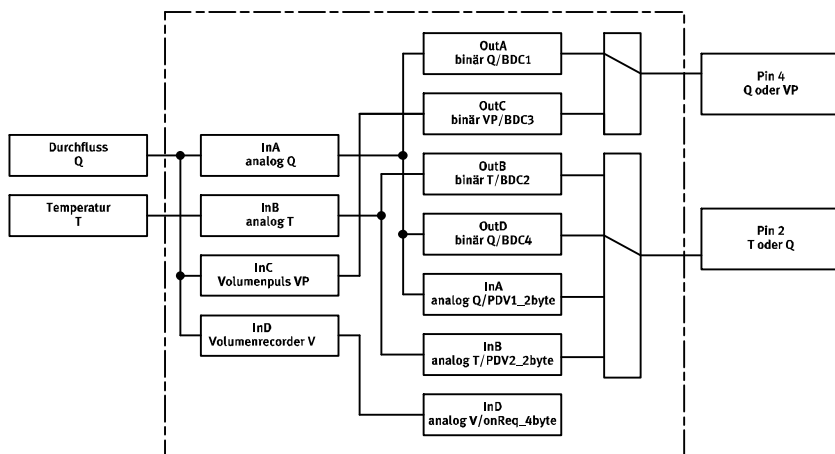 Durchfluss
Q
Temperatur
T
InA
analog Q
InB
analog T
InC
Volumenpuls VP
InD
Volumenrecorder V
OutA
binär Q/BDC1
OutC
binär VP/BDC3
OutB
binär T/BDC2
OutD
binär Q/BDC4
InA
analog Q/PDV1_2byte
InB
analog T/PDV2_2byte
InD
analog V/onReq_4byte
Pin 4
Q oder VP
Pin 2
T oder Q